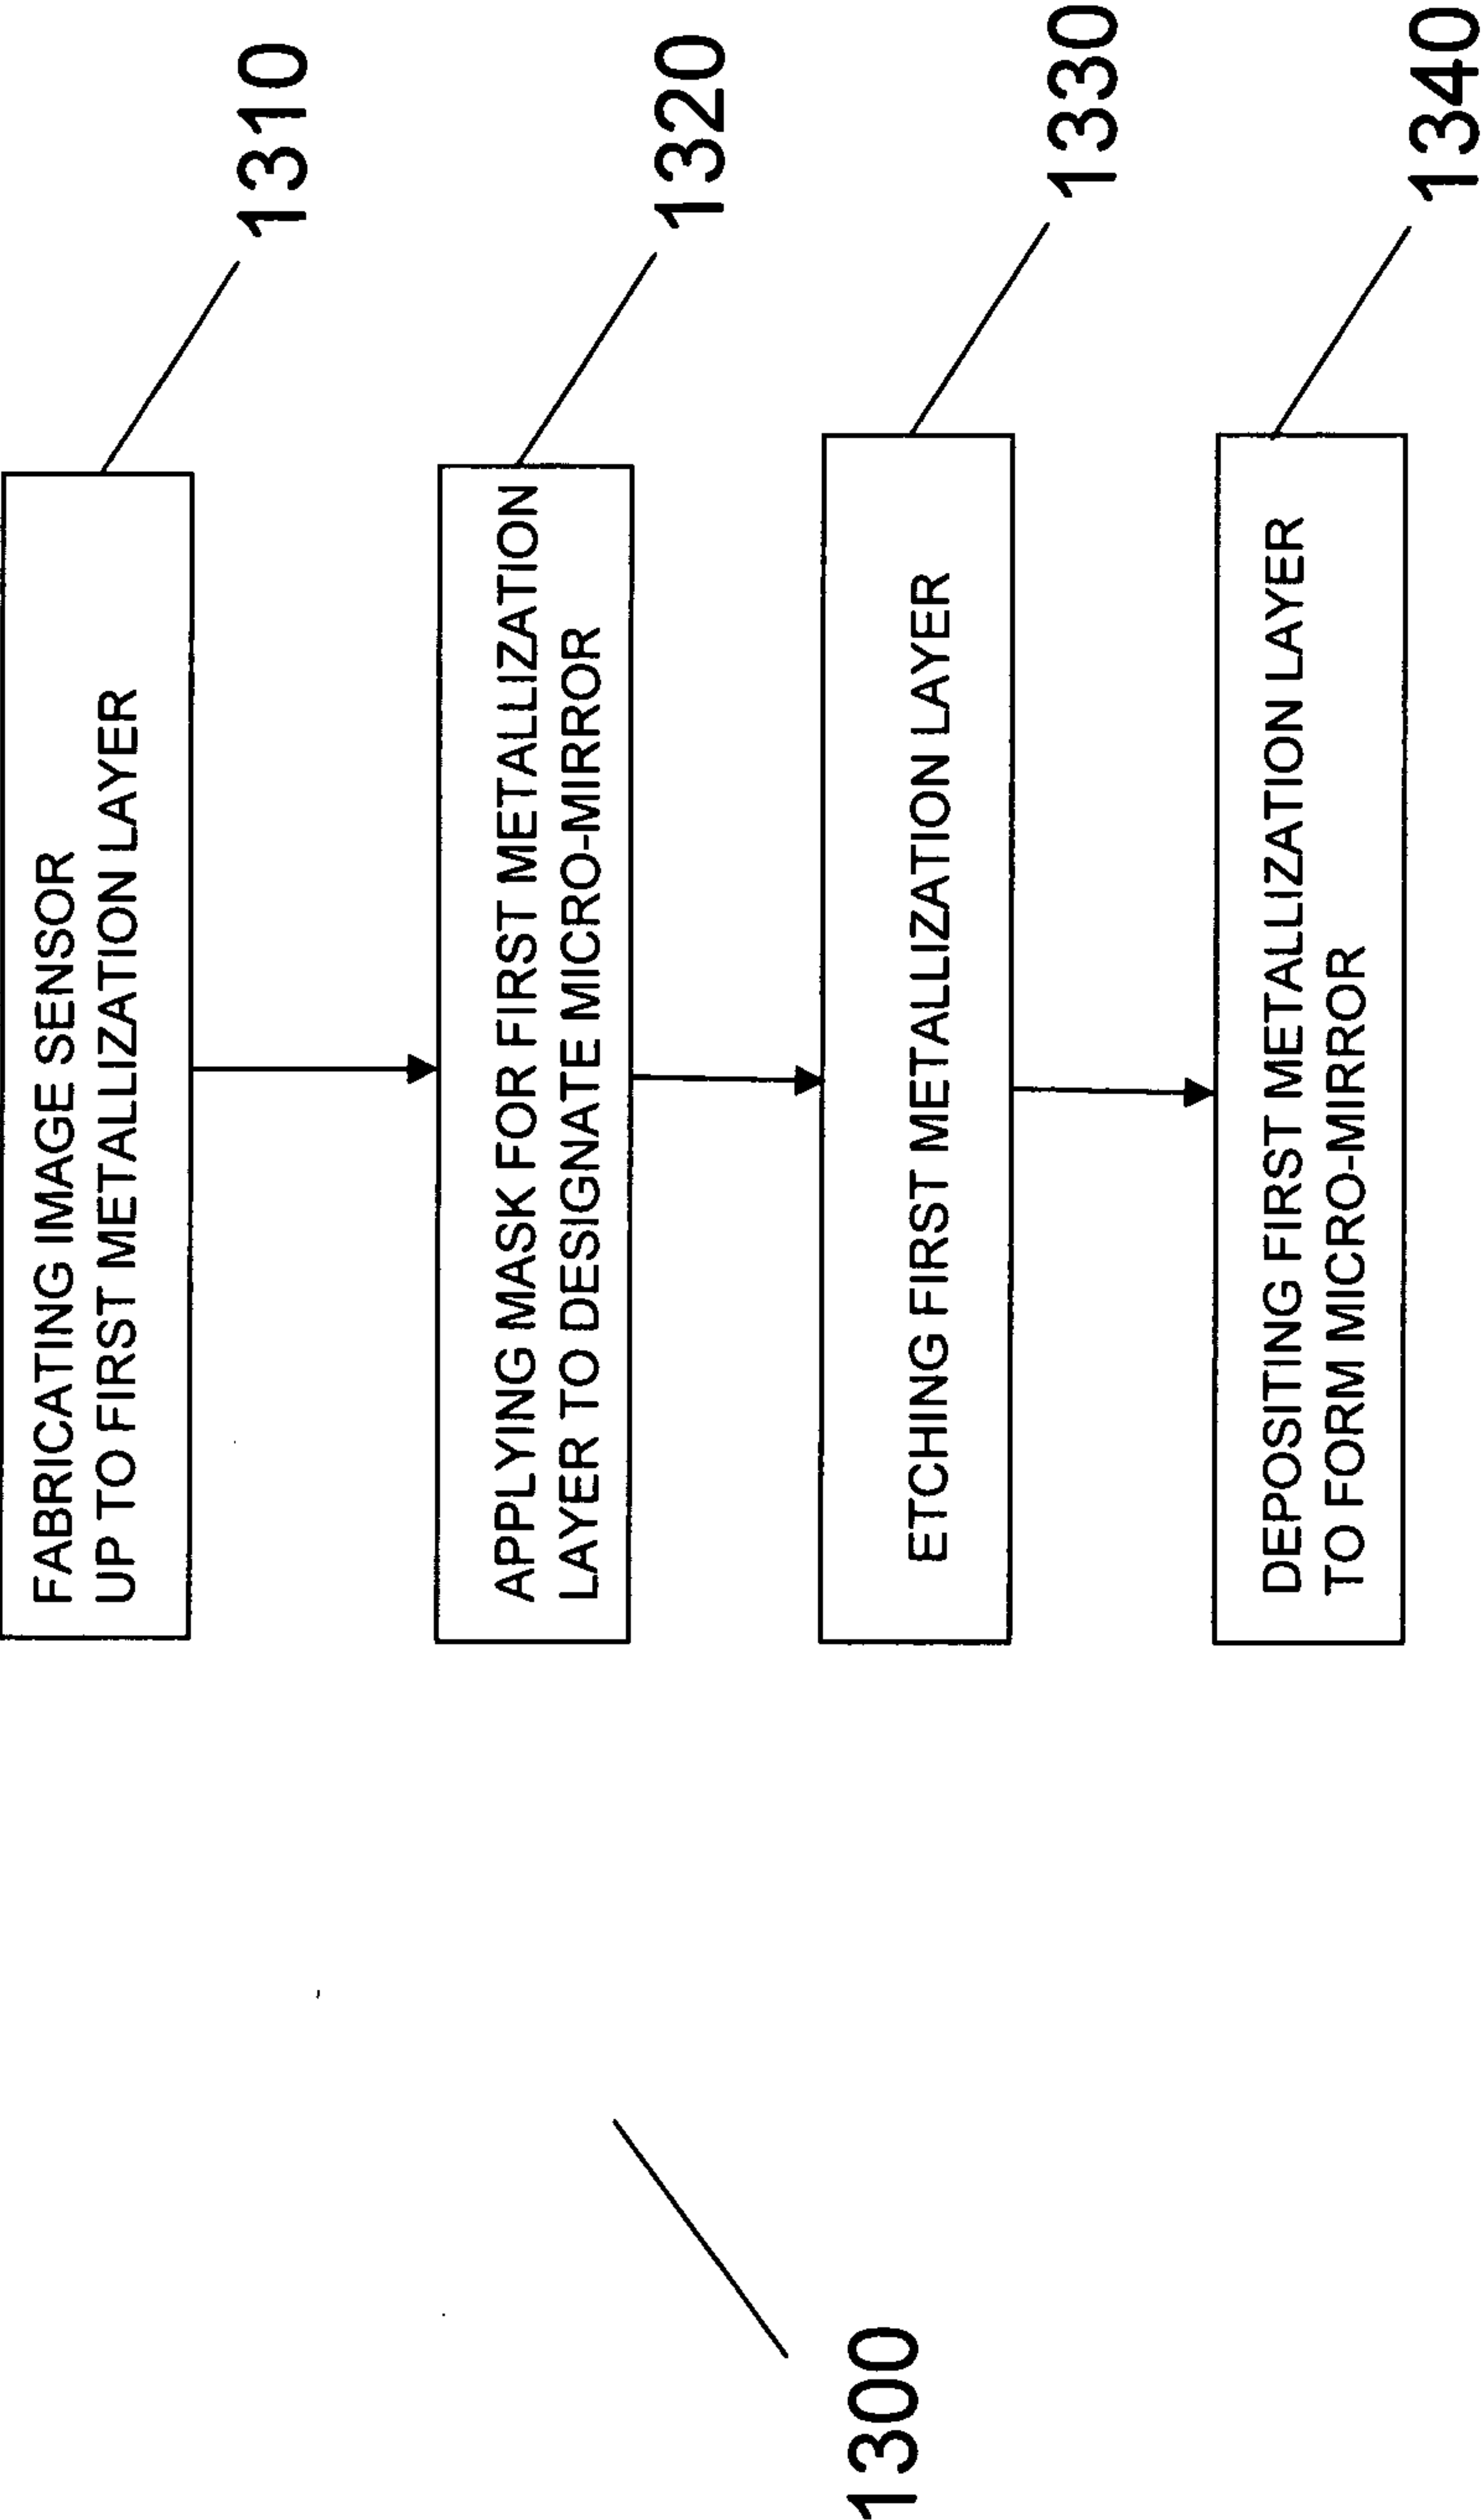 1310
FABRICATING IMAGE SENSOR
UP TO FIRST METALLIZATION LAYER
1320
APPLYING MASK FOR FIRST METALLIZATION
LAYER TO DESIGNATE MICRO-MIRROR
1300
1330
ETCHING FIRST METALLIZATION LAYER
1340
DEPOSITING FIRST METALLIZATION LAYER
TO FORM MICRO-MIRROR